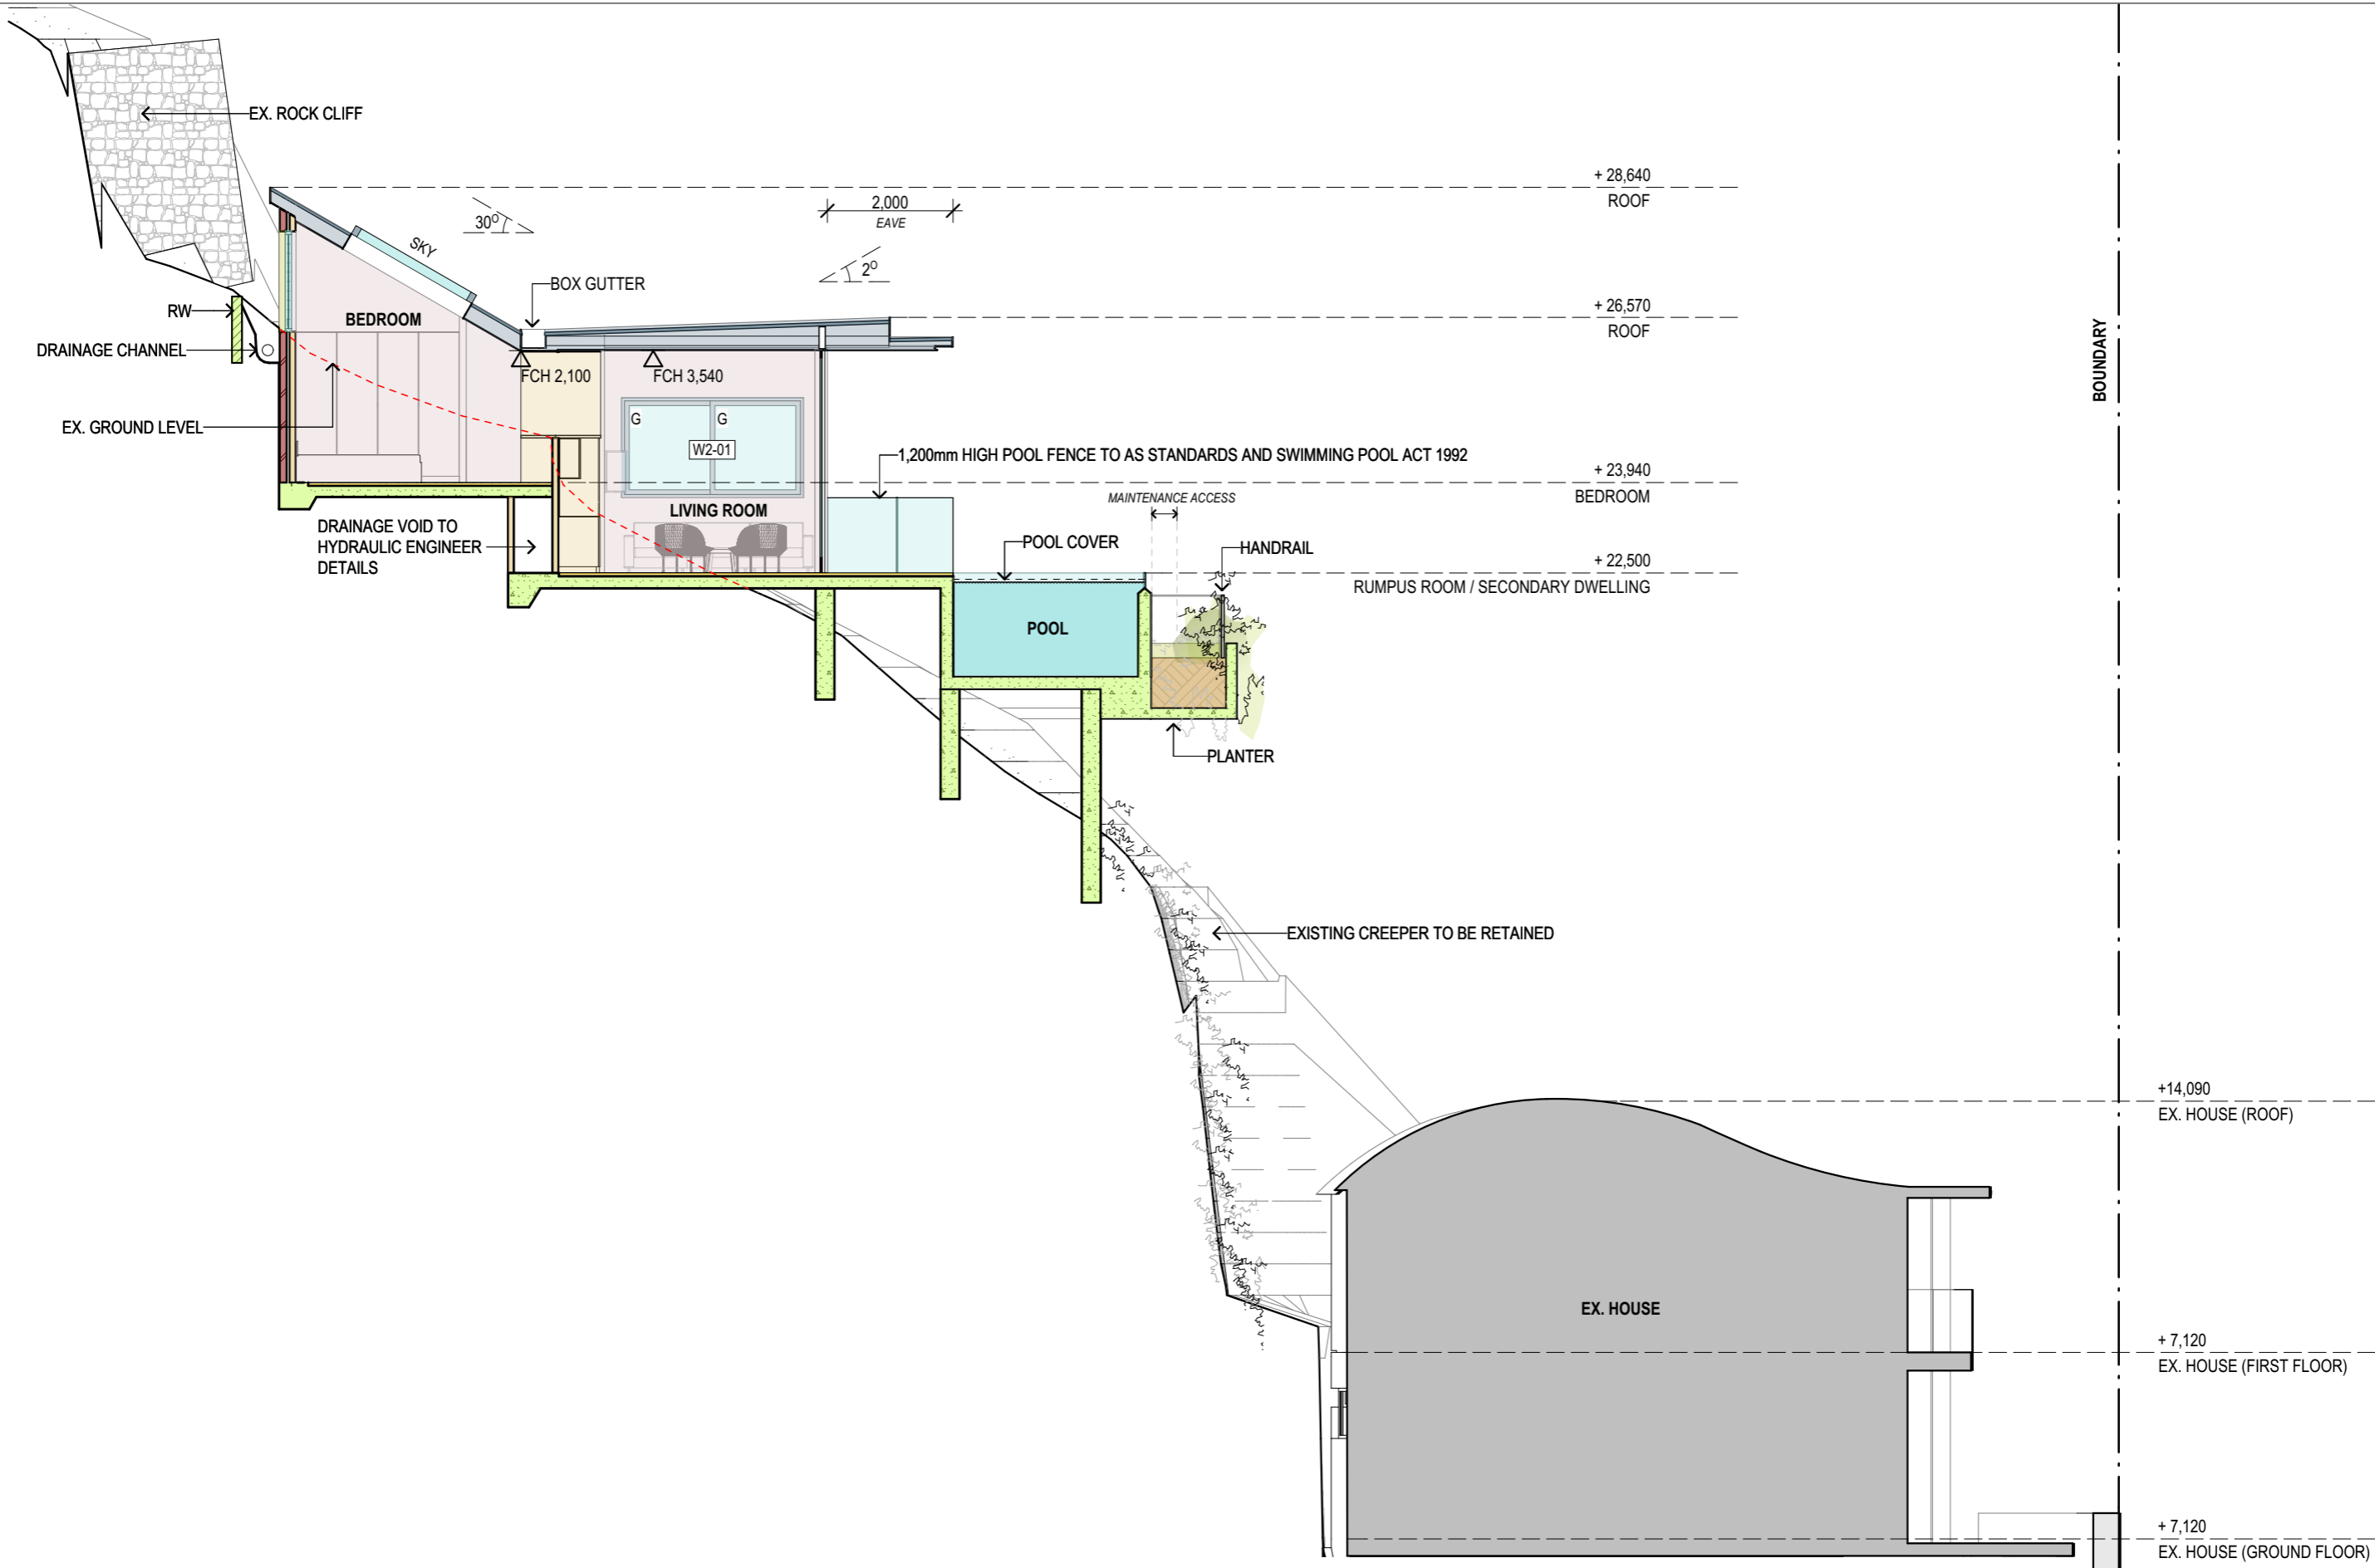 EX. ROCK CLIFF
+ 28,640
ROOF
2,000
EAVE
30°
SKY
2°
BOX GUTTER
RW
BEDROOM
+ 26,570
ROOF
DRAINAGE CHANNEL
BOUNDARY
FCH 2,100
FCH 3,540
EX. GROUND LEVEL
G
G
W2-01
1,200mm HIGH POOL FENCE TO AS STANDARDS AND SWIMMING POOL ACT 1992
+ 23,940
BEDROOM
MAINTENANCE ACCESS
LIVING ROOM
DRAINAGE VOID TO
HYDRAULIC ENGINEER
DETAILS
POOL COVER
HANDRAIL
+ 22,500
RUMPUS ROOM / SECONDARY DWELLING
POOL
PLANTER
EXISTING CREEPER TO BE RETAINED
+14,090
EX. HOUSE (ROOF)
EX. HOUSE
+ 7,120
EX. HOUSE (FIRST FLOOR)
+ 7,120
EX. HOUSE (GROUND FLOOR)